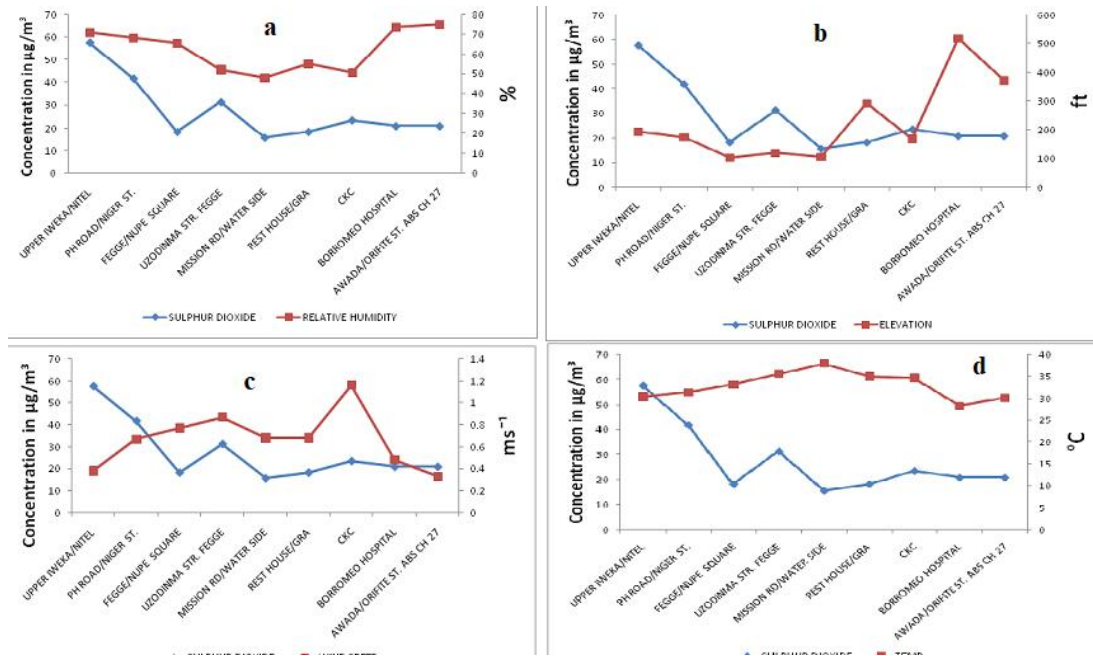 a
Concentration in µg/m³
70
60
50
40
30
20
10
0
80
70
60
50
40
30
20
10
0
%
UPPER IWEKA/NITEL
PH ROAD/NIGER ST.
FEGGE/NUPE SQUARE
UZODINMA STR. FEGGE
MISSION RD/WATER SIDE
REST HOUSE/GRA
CKC
BORROMEO HOSPITAL
AWADA/ORIFITE ST. ABS CH 27
SULPHUR DIOXIDE
RELATIVE HUMIDITY
b
Concentration in µg/m³
70
60
50
40
30
20
10
0
600
500
400
300
200
100
0
ft
UPPER IWEKA/NITEL
PH ROAD/NIGER ST.
FEGGE/NUPE SQUARE
UZODINMA STR. FEGGE
MISSION RD/WATER SIDE
REST HOUSE/GRA
CKC
BORROMEO HOSPITAL
AWADA/ORIFITE ST. ABS CH 27
SULPHUR DIOXIDE
ELEVATION
c
Concentration in µg/m³
70
60
50
40
30
20
10
0
1.4
1.2
1
0.8
0.6
0.4
0.2
0
ms⁻¹
UPPER IWEKA/NITEL
PH ROAD/NIGER ST.
FEGGE/NUPE SQUARE
UZODINMA STR. FEGGE
MISSION RD/WATER SIDE
REST HOUSE/GRA
CKC
BORROMEO HOSPITAL
AWADA/ORIFITE ST. ABS CH 27
d
Concentration in µg/m³
70
60
50
40
30
20
10
0
40
35
30
25
20
15
10
5
0
°C
UPPER IWEKA/NITEL
PH ROAD/NIGER ST.
FEGGE/NUPE SQUARE
UZODINMA STR. FEGGE
MISSION RD/WATER SIDE
REST HOUSE/GRA
CKC
BORROMEO HOSPITAL
AWADA/ORIFITE ST. ABS CH 27